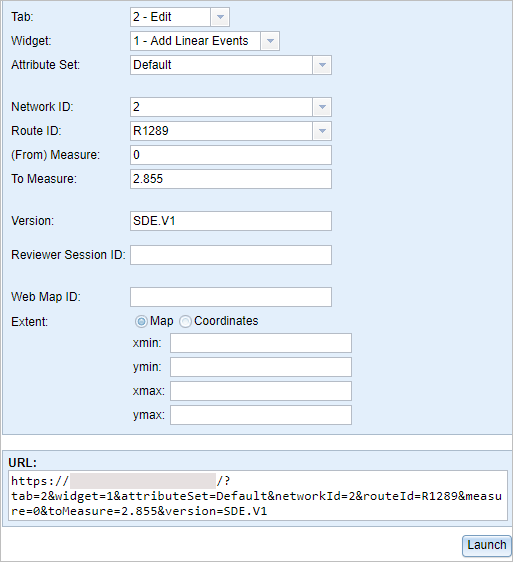 Tab: 2 - Edit
Widget: 1 - Add Linear Events
Attribute Set: Default
Network ID: 2
Route ID: R1289
(From) Measure: 0
To Measure: 2.855
Version: SDE.V1
Reviewer Session ID:
Web Map ID:
Extent: Map Coordinates
xmin:
ymin:
xmax:
ymax:
URL:
https:// /?
tab=2&widget=1&attributeSet=Default&networkId=2&routeId=R1289&measu
re=0&toMeasure=2.855&version=SDE.V1
Launch